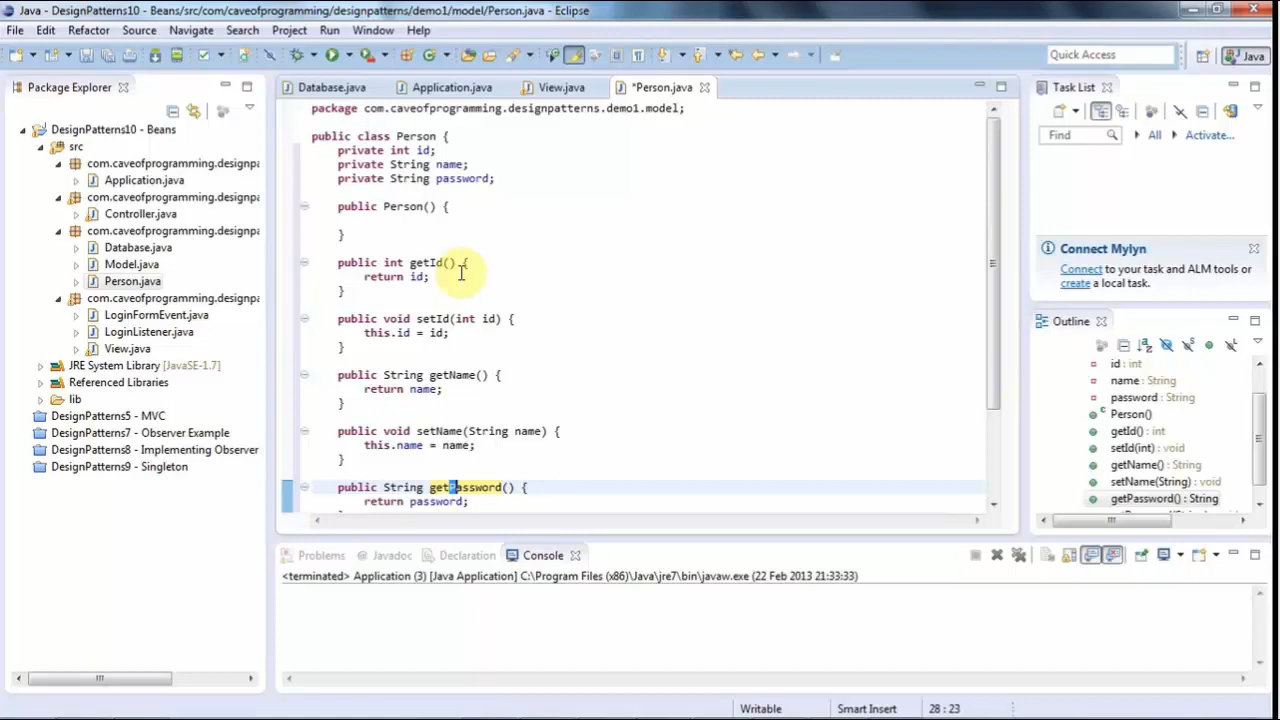 Java - DesignPatterns10 - Beans/src/com/caveofprogramming/designpatterns/demo1/model/Person.java - Eclipse
File Edit Refactor Source Navigate Search Project Run Window Help
Quick Access
Java
Package Explorer
DesignPatterns10 - Beans
src
com.caveofprogramming.designpa
Application.java
com.caveofprogramming.designpa
Controller.java
com.caveofprogramming.designpa
Database.java
Model.java
Person.java
com.caveofprogramming.designpa
LoginFormEvent.java
LoginListener.java
View.java
JRE System Library [JavaSE-1.7]
Referenced Libraries
lib
DesignPatterns5 - MVC
DesignPatterns7 - Observer Example
DesignPatterns8 - Implementing Observer
DesignPatterns9 - Singleton
Database.java Application.java View.java *Person.java
package com.caveofprogramming.designpatterns.demo1.model;
public class Person {
private int id;
private String name;
private String password;
public Person() {
}
public int getId() {
return id;
}
public void setId(int id) {
this.id = id;
}
public String getName() {
return name;
}
public void setName(String name) {
this.name = name;
}
public String getPassword() {
return password;
Task List
Find All Activate...
Connect Mylyn
Connect to your task and ALM tools or
create a local task.
Outline
id : int
name : String
password : String
Person()
getId() : int
setId(int) : void
getName() : String
setName(String) : void
getPassword() : String
Problems Javadoc Declaration Console
<terminated> Application (3) [Java Application] C:\Program Files (x86)\Java\jre7\bin\javaw.exe (22 Feb 2013 21:33:33)
Writable Smart Insert 28 : 23